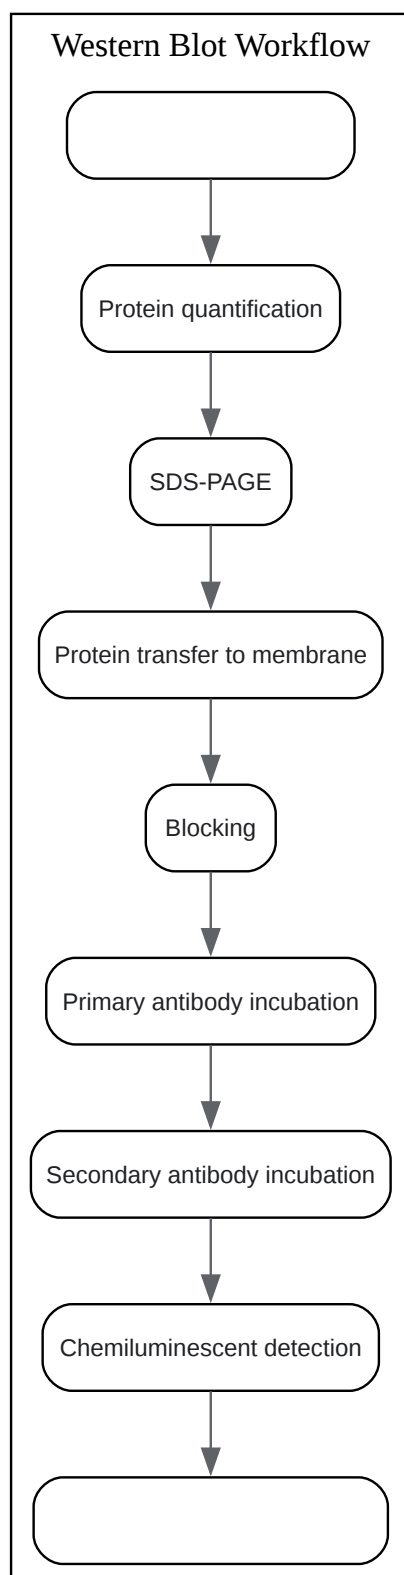 Western Blot Workflow
Protein quantification
SDS-PAGE
Protein transfer to membrane
Blocking
Primary antibody incubation
Secondary antibody incubation
Chemiluminescent detection